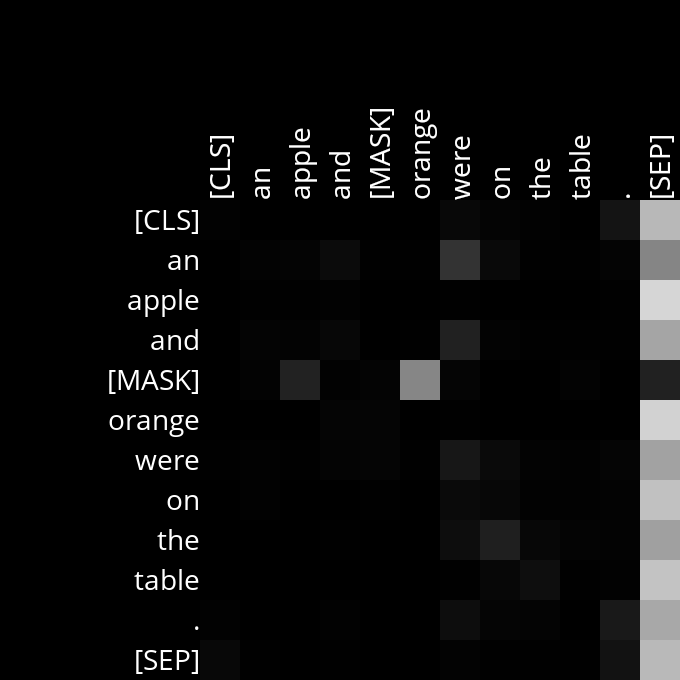 [CLS] an apple and [MASK] orange were on the table . [SEP]
[CLS]
an
apple
and
[MASK]
orange
were
on
the
table
.
[SEP]